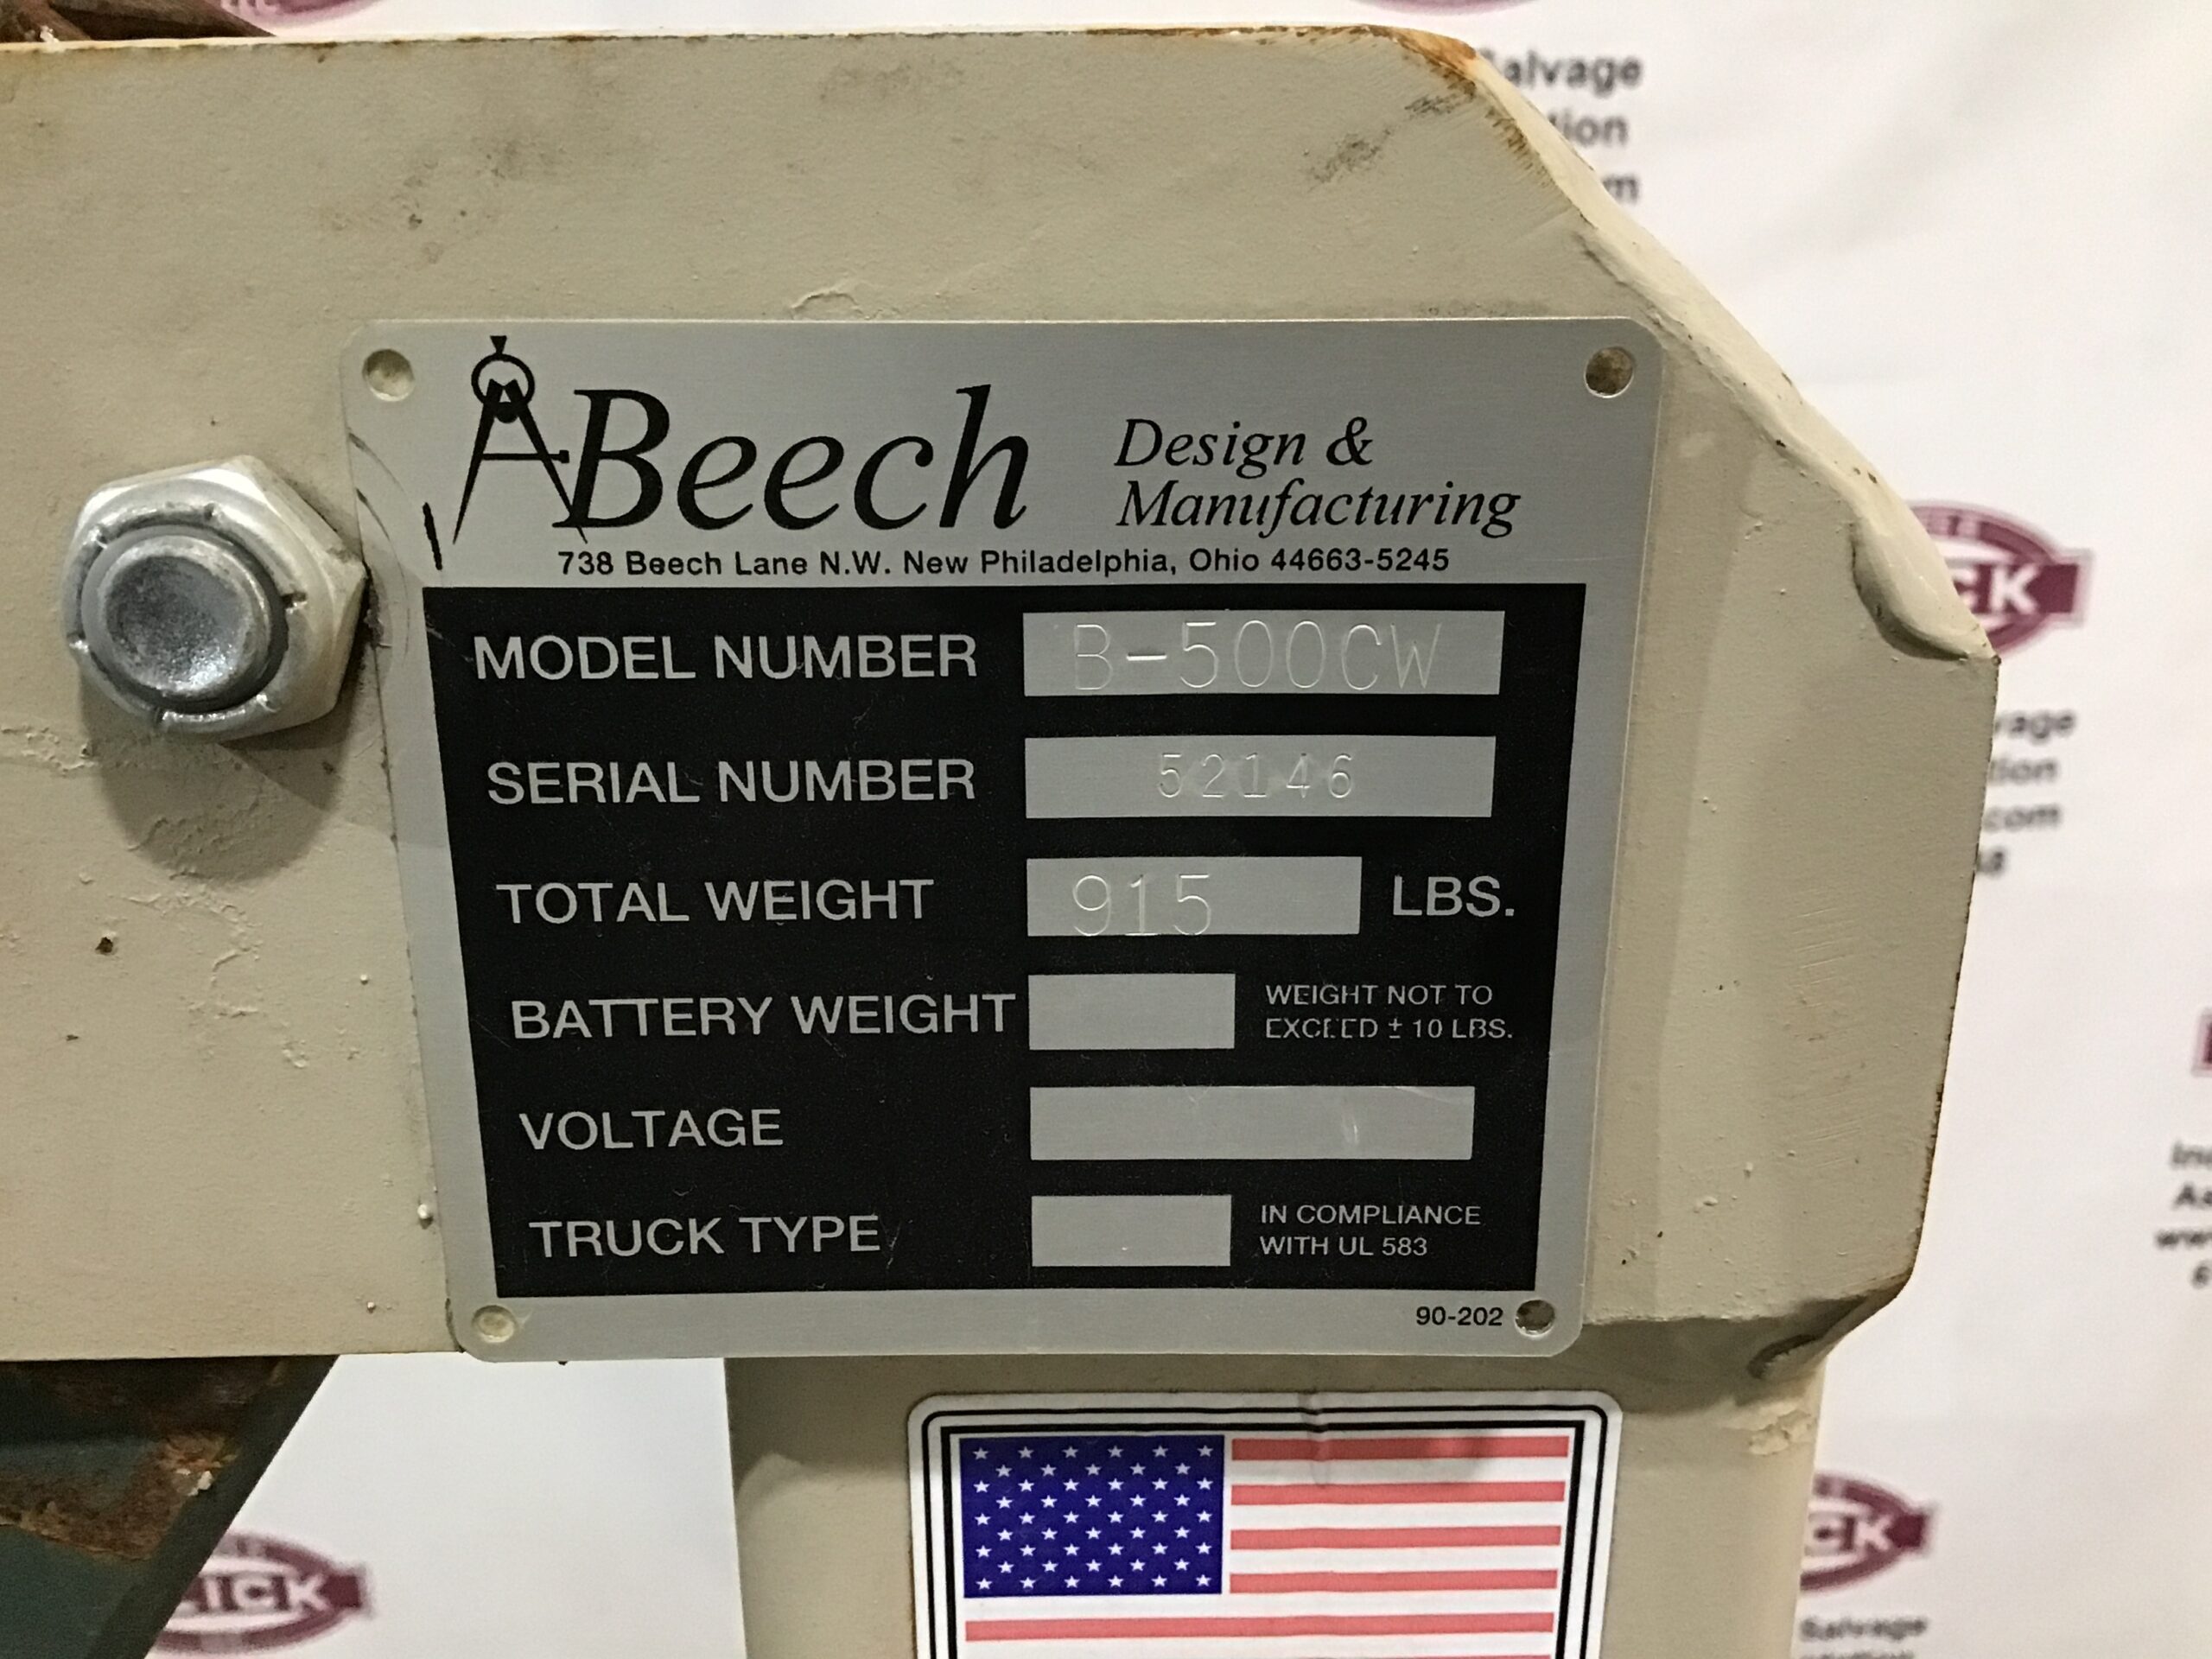 Beech
Design &
Manufacturing
738 Beech Lane N.W. New Philadelphia, Ohio 44663-5245
MODEL NUMBER B-500CW
SERIAL NUMBER 52146
TOTAL WEIGHT 915 LBS.
BATTERY WEIGHT WEIGHT NOT TO
EXCEED ± 10 LBS.
VOLTAGE
TRUCK TYPE IN COMPLIANCE
WITH UL 583
90-202
Salvage
Salvage